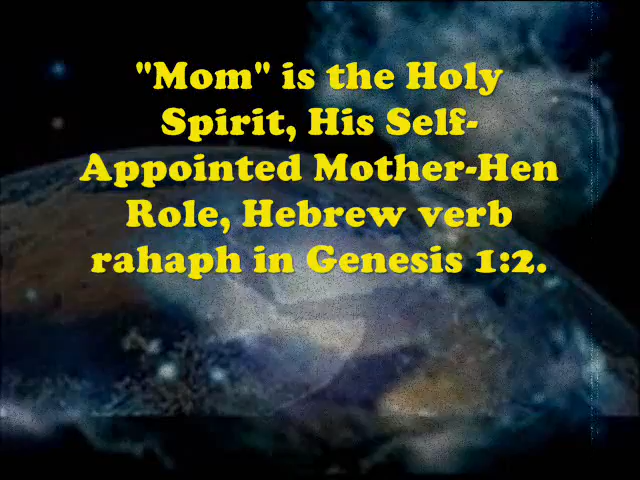 "Mom" is the Holy
Spirit, His Self-
Appointed Mother-Hen
Role, Hebrew verb
rahaph in Genesis 1:2.